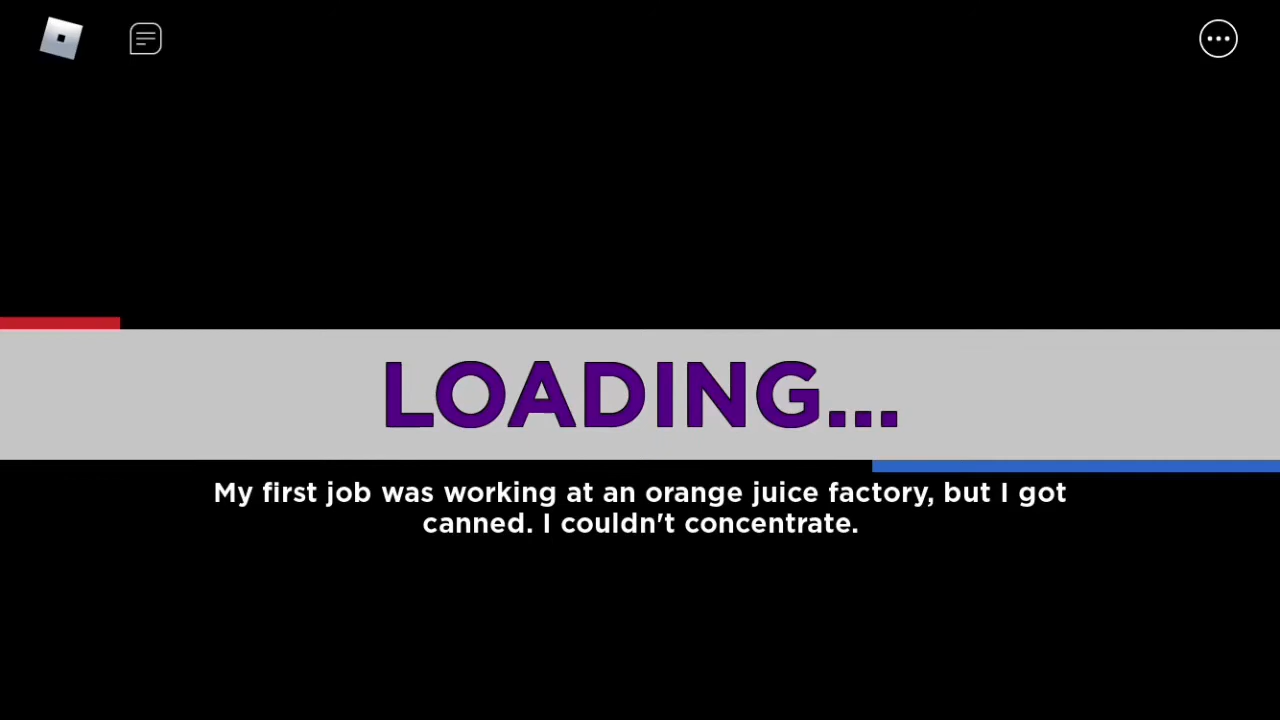 LOADING...
My first job was working at an orange juice factory, but I got
canned. I couldn't concentrate.